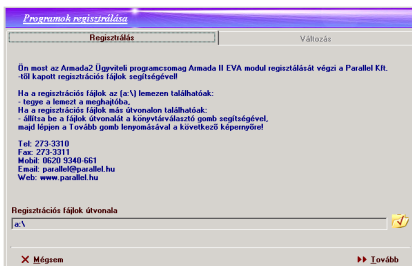 Programok regisztrálása
Regisztrálás
Változás
Ön most az Armada2 Ügyviteli programcsomag Armada II EVA modul regisztálását végzi a Parallel Kft.
-től kapott regisztrációs fájlok segítségével!
Ha a regisztrációs fájlok az (a:\) lemezen találhatóak:
- tegye a lemezt a meghajtóba,
Ha a regisztrációs fájlok más útvonalon találhatóak:
- állítsa be a fájlok útvonalát a könyvtárválasztó gomb segítségével,
majd lépjen a Tovább gomb lenyomásával a következő képernyőre!
Tel: 273-3310
Fax: 273-3311
Mobil: 0620 9340-661
Email: parallel@parallel.hu
Web: www.parallel.hu
Regisztrációs fájlok útvonala
a:\
Mégsem
Tovább